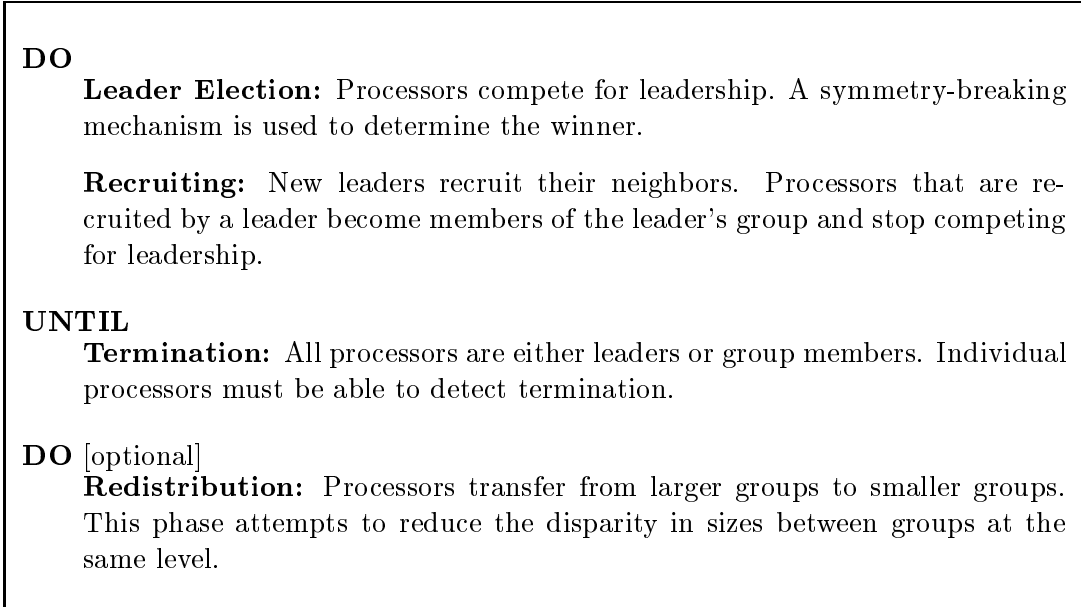 DO
Leader Election: Processors compete for leadership. A symmetry-breaking
mechanism is used to determine the winner.
Recruiting: New leaders recruit their neighbors. Processors that are re-
cruited by a leader become members of the leader's group and stop competing
for leadership.
UNTIL
Termination: All processors are either leaders or group members. Individual
processors must be able to detect termination.
DO [optional]
Redistribution: Processors transfer from larger groups to smaller groups.
This phase attempts to reduce the disparity in sizes between groups at the
same level.